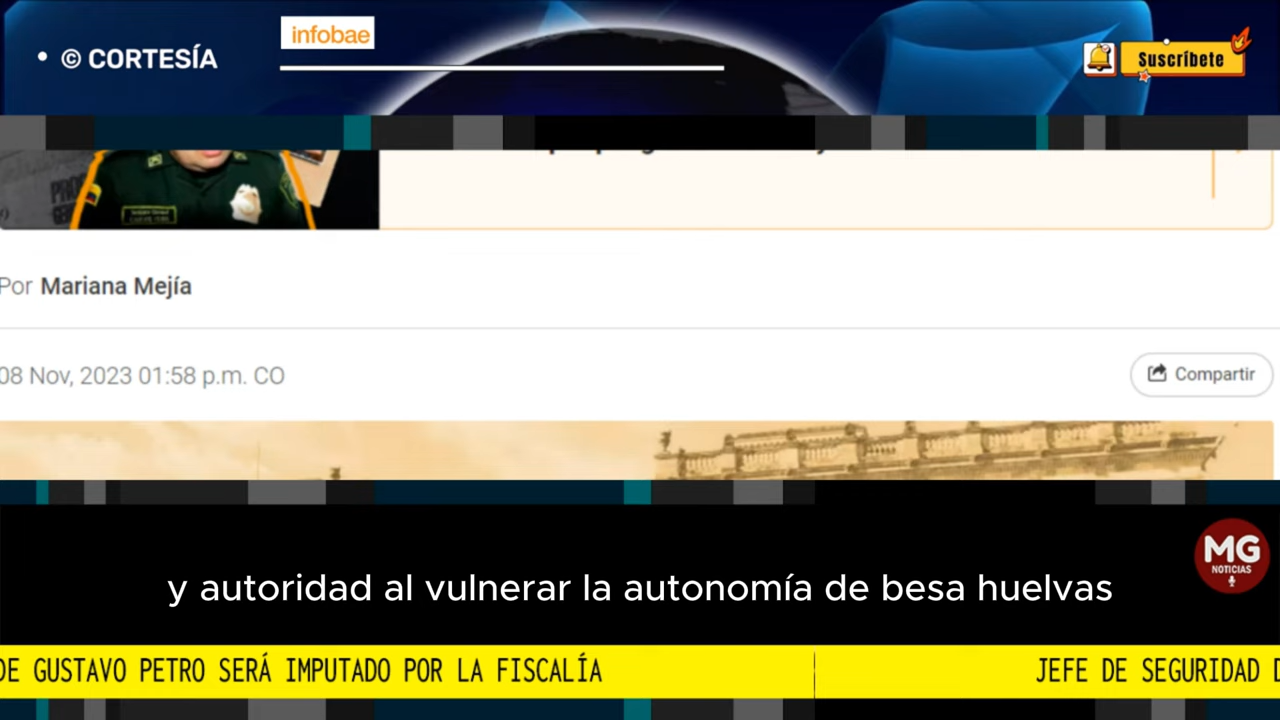 • © CORTESÍA
infobae
Suscríbete
Por Mariana Mejía
08 Nov, 2023 01:58 p.m. CO
Compartir
MG
NOTICIAS
y autoridad al vulnerar la autonomía de besa huelvas
DE GUSTAVO PETRO SERÁ IMPUTADO POR LA FISCALÍA
JEFE DE SEGURIDAD D